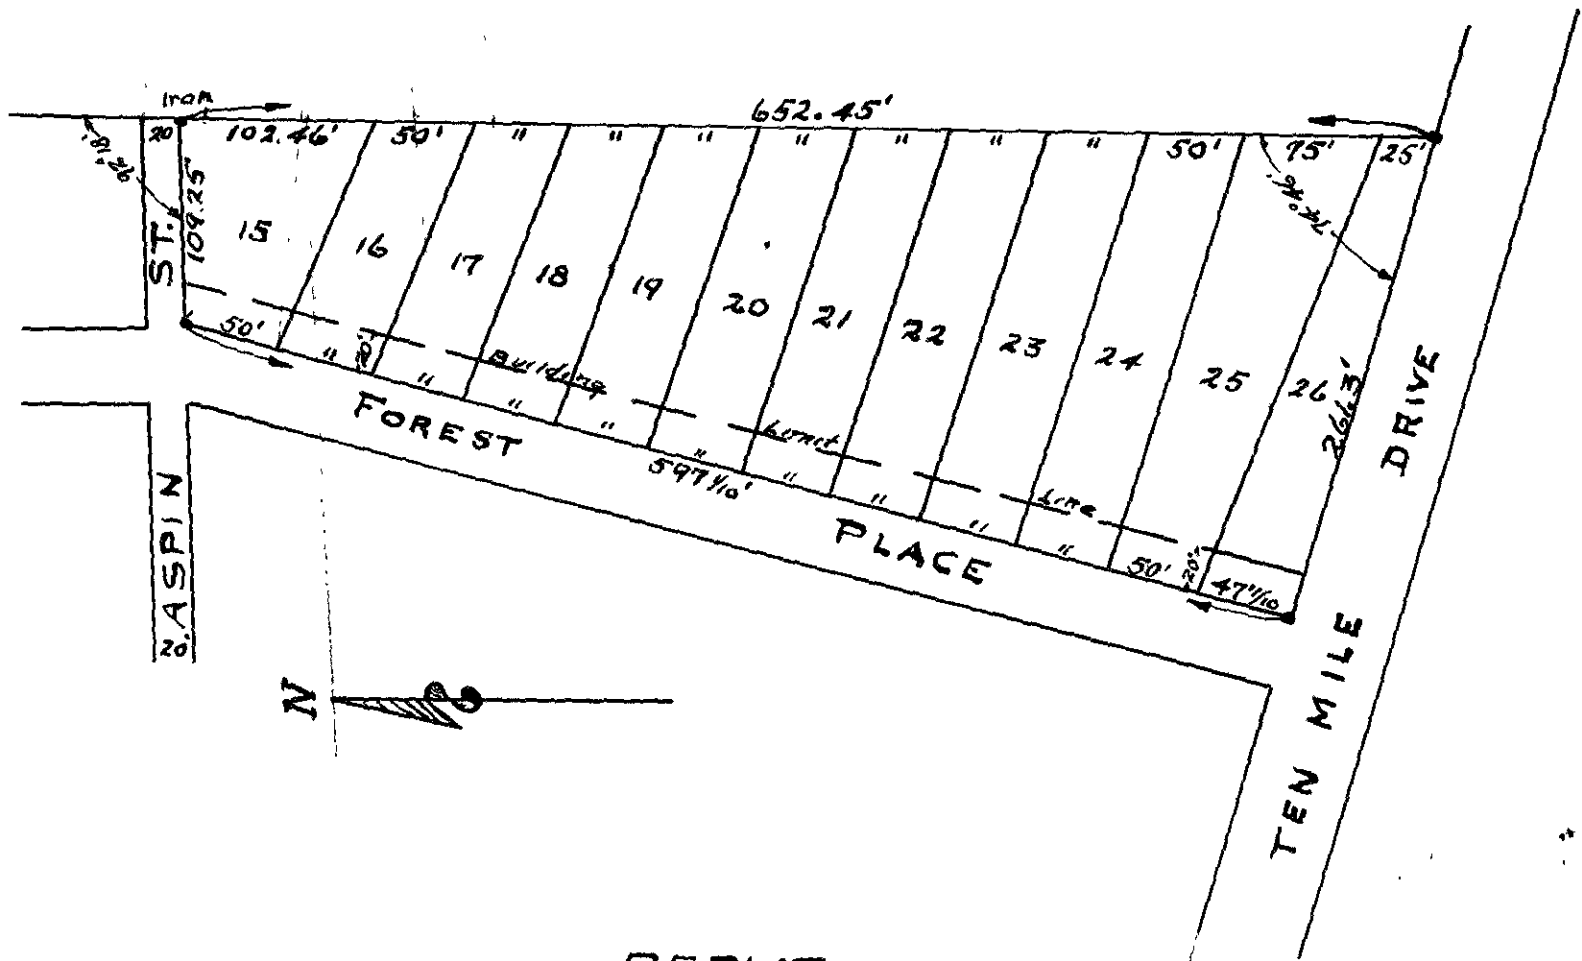 Iron
652.45'
20 102.46' 50' " " " " " " " 50' 75' 25'
109.25'
ST.
15 16 17 18 19 20 21 22 23 24 25 26
266.3'
DRIVE
50' " " " " " " " " " 50' 47 1/10
20'
20'
Building Limit Line
597 1/10'
FOREST PLACE
ASPIN
20'
N
TEN MILE